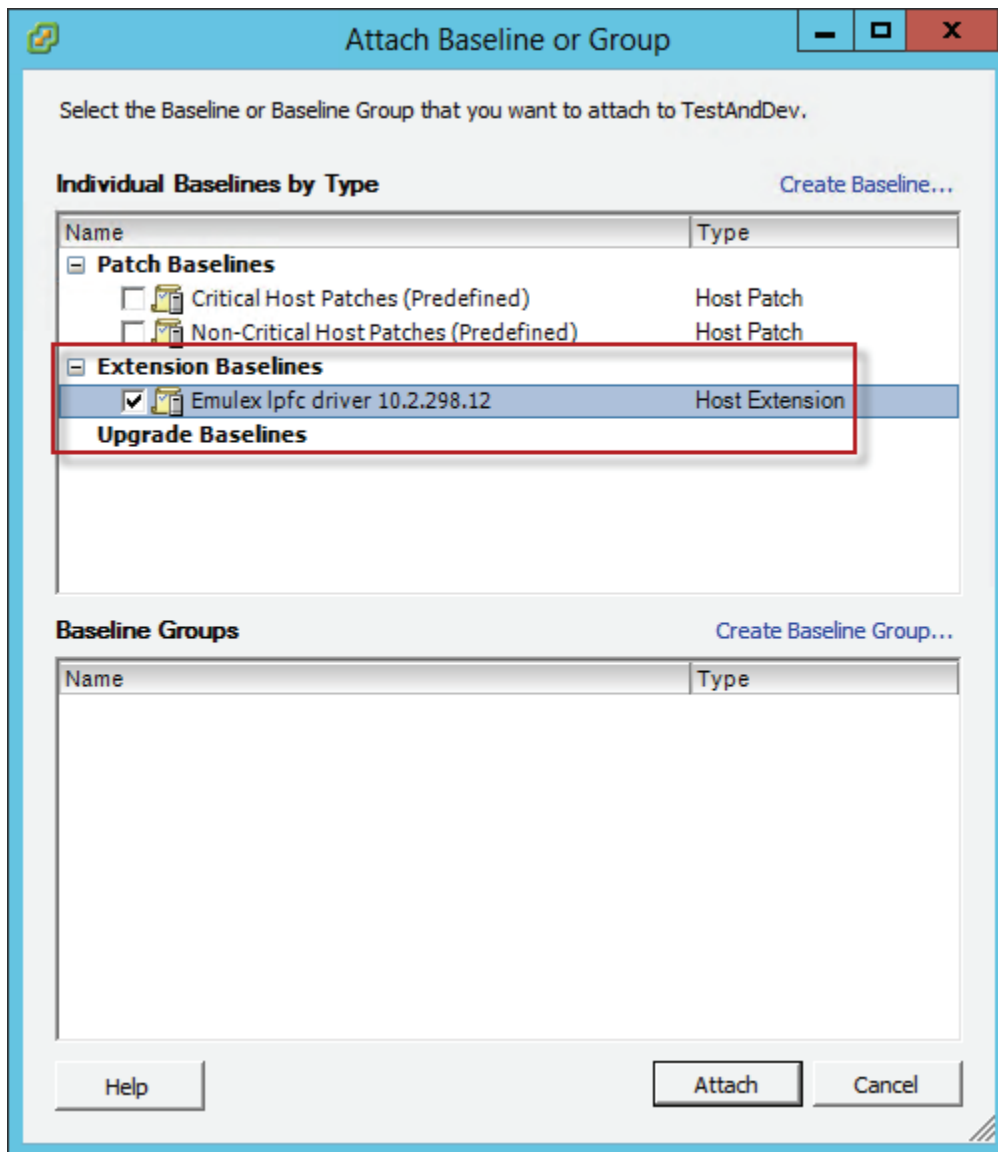 Attach Baseline or Group
Select the Baseline or Baseline Group that you want to attach to TestAndDev.
Individual Baselines by Type Create Baseline...
Name Type
Patch Baselines
Critical Host Patches (Predefined) Host Patch
Non-Critical Host Patches (Predefined) Host Patch
Extension Baselines
Emulex lpfc driver 10.2.298.12 Host Extension
Upgrade Baselines
Baseline Groups Create Baseline Group...
Name Type
Help Attach Cancel